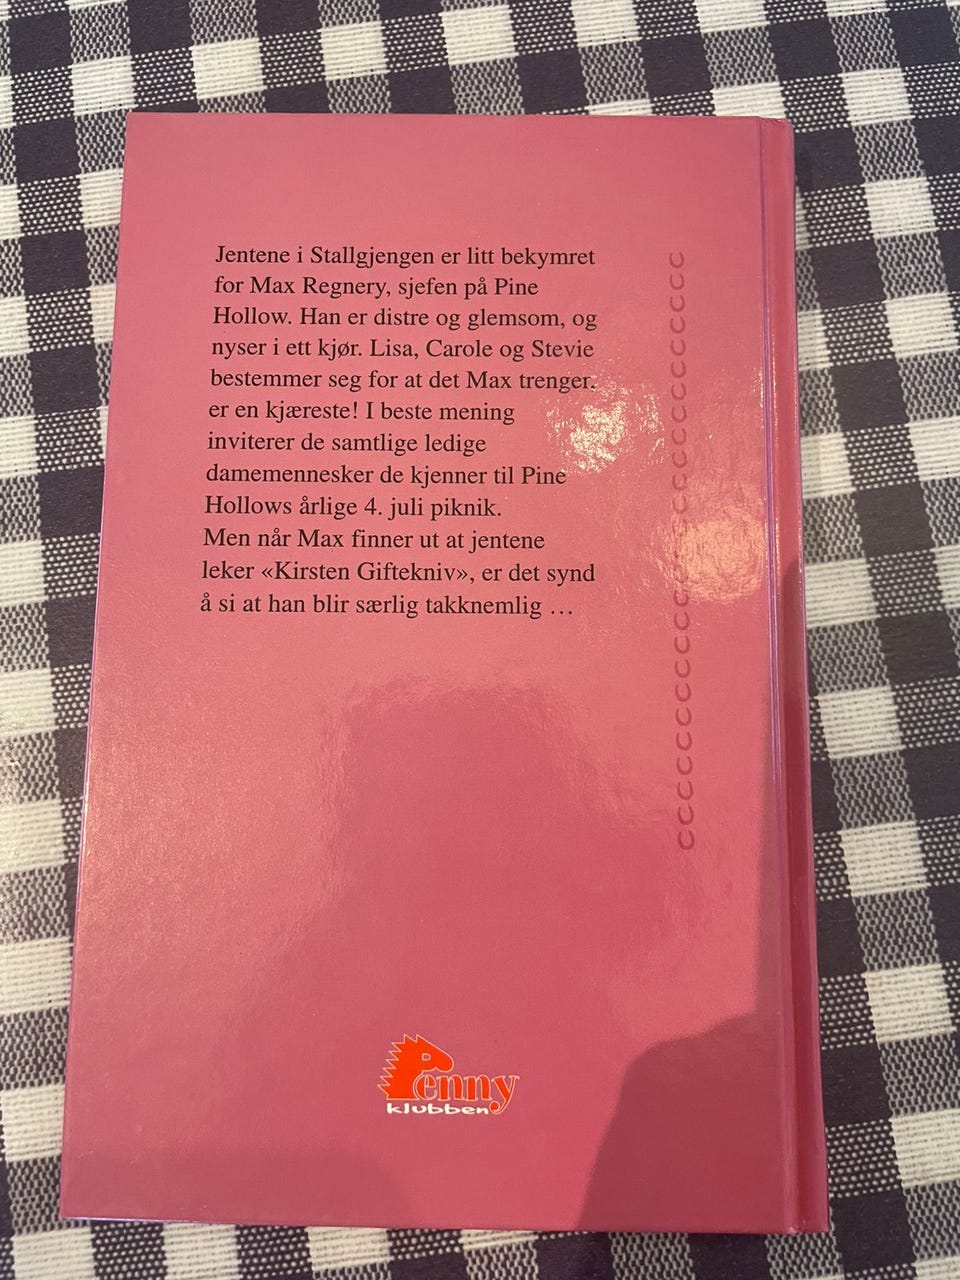 Jentene i Stallgjengen er litt bekymret
for Max Regnery, sjefen på Pine
Hollow. Han er distre og glemsom, og
nyser i ett kjør. Lisa, Carole og Stevie
bestemmer seg for at det Max trenger,
er en kjæreste! I beste mening
inviterer de samtlige ledige
damemennesker de kjenner til Pine
Hollows årlige 4. juli piknik.
Men når Max finner ut at jentene
leker «Kirsten Giftekniv», er det synd
å si at han blir særlig takknemlig …
Penny
klubben